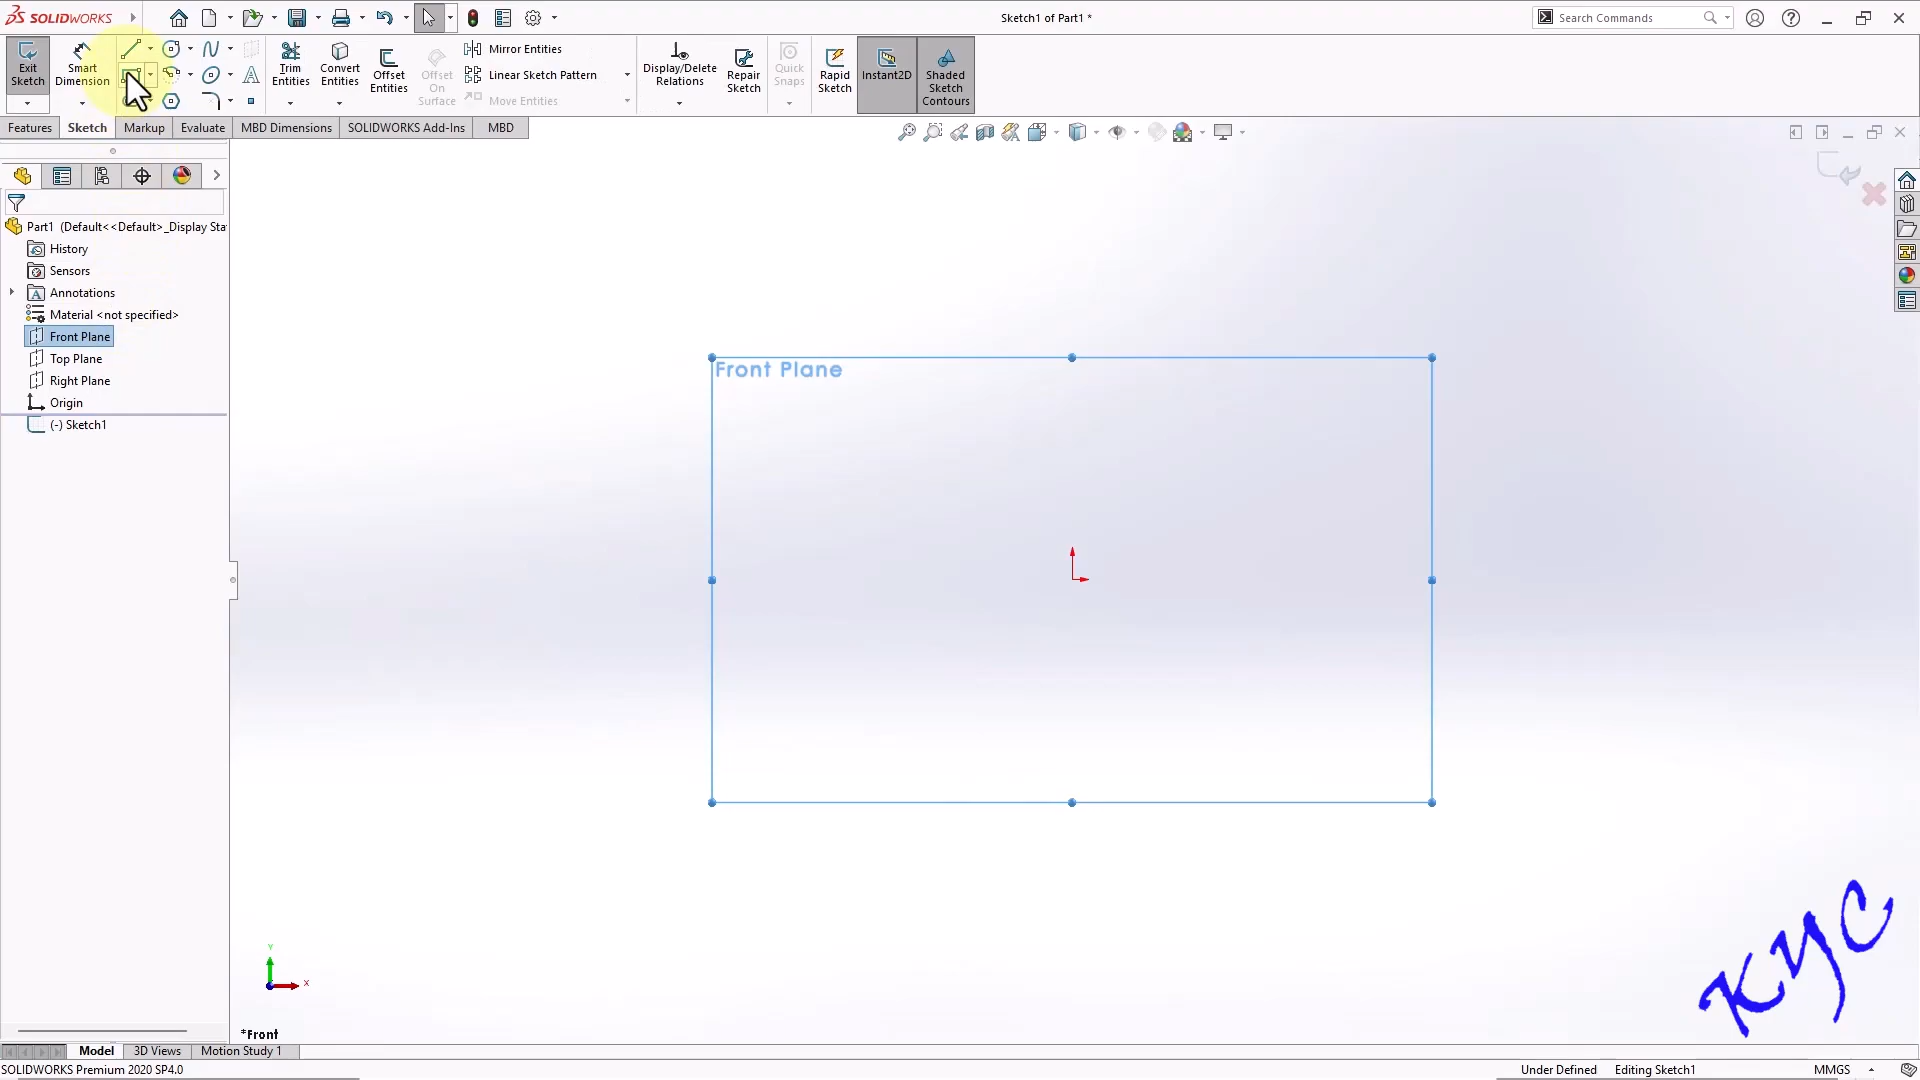 SOLIDWORKS
Sketch1 of Part1 *
Search Commands
Exit
Sketch
Smart
Dimension
Trim
Entities
Convert
Entities
Offset
Entities
Offset
On
Surface
Mirror Entities
Linear Sketch Pattern
Move Entities
Display/Delete
Relations
Repair
Sketch
Quick
Snaps
Rapid
Sketch
Instant2D
Shaded
Sketch
Contours
Features
Sketch
Markup
Evaluate
MBD Dimensions
SOLIDWORKS Add-Ins
MBD
Part1 (Default<<Default>_Display Sta
History
Sensors
Annotations
Material <not specified>
Front Plane
Top Plane
Right Plane
Origin
(-) Sketch1
Front Plane
Y
X
*Front
KYC
Model
3D Views
Motion Study 1
SOLIDWORKS Premium 2020 SP4.0
Under Defined
Editing Sketch1
MMGS